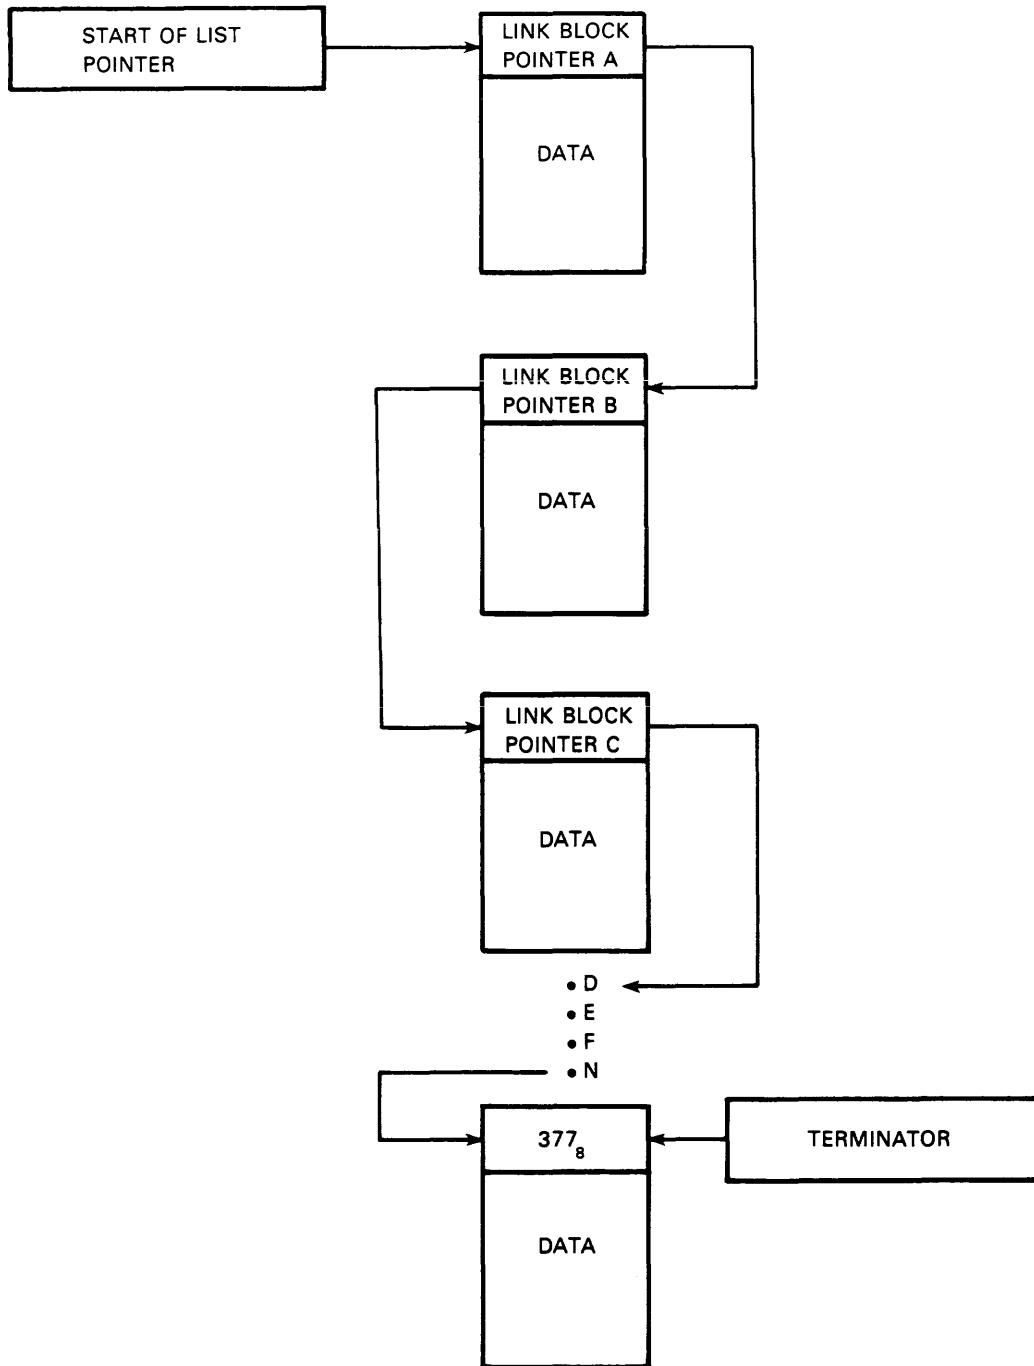 START OF LIST
POINTER
LINK BLOCK
POINTER A
DATA
LINK BLOCK
POINTER B
DATA
LINK BLOCK
POINTER C
DATA
• D
• E
• F
• N
377₈
TERMINATOR
DATA